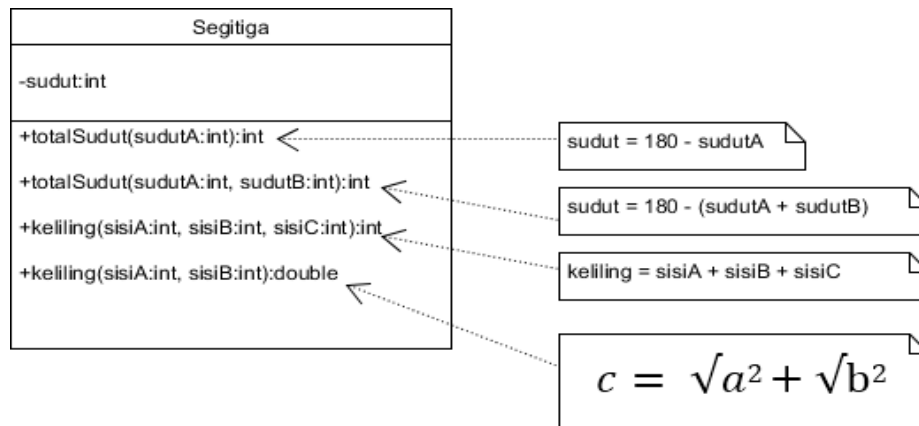 Segitiga
-sudut:int
+totalSudut(sudutA:int):int
+totalSudut(sudutA:int, sudutB:int):int
+keliling(sisiA:int, sisiB:int, sisiC:int):int
+keliling(sisiA:int, sisiB:int):double
sudut = 180 - sudutA
sudut = 180 - (sudutA + sudutB)
keliling = sisiA + sisiB + sisiC
c = √a² + √b²